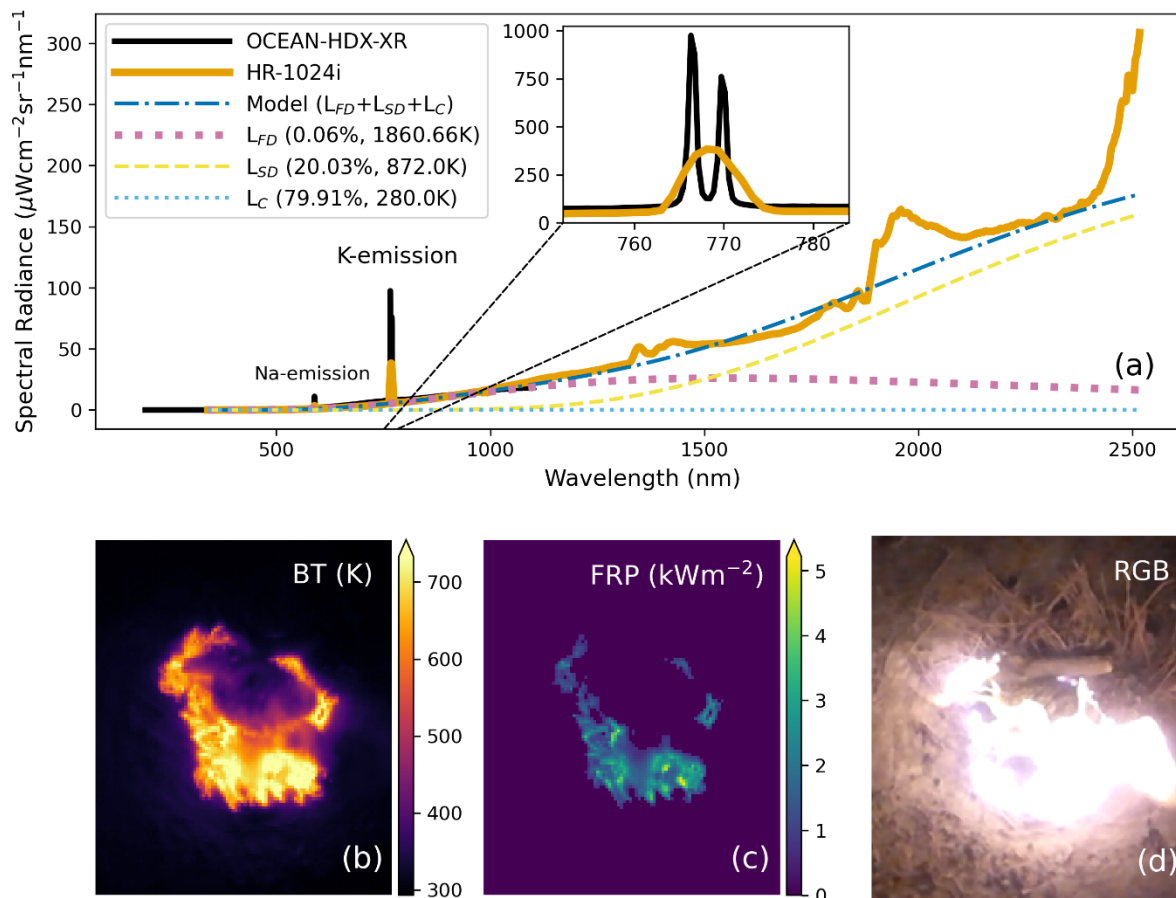 Spectral Radiance (μWcm⁻²sr⁻¹nm⁻¹)
300
250
200
150
100
50
0
OCEAN-HDX-XR
HR-1024i
Model (L_FD+L_SD+L_C)
L_FD (0.06%, 1860.66K)
L_SD (20.03%, 872.0K)
L_C (79.91%, 280.0K)
1000
750
500
250
0
760
770
780
K-emission
Na-emission
(a)
500
1000
1500
2000
2500
Wavelength (nm)
BT (K)
(b)
700
600
500
400
300
FRP (kWm⁻²)
(c)
5
4
3
2
1
0
RGB
(d)